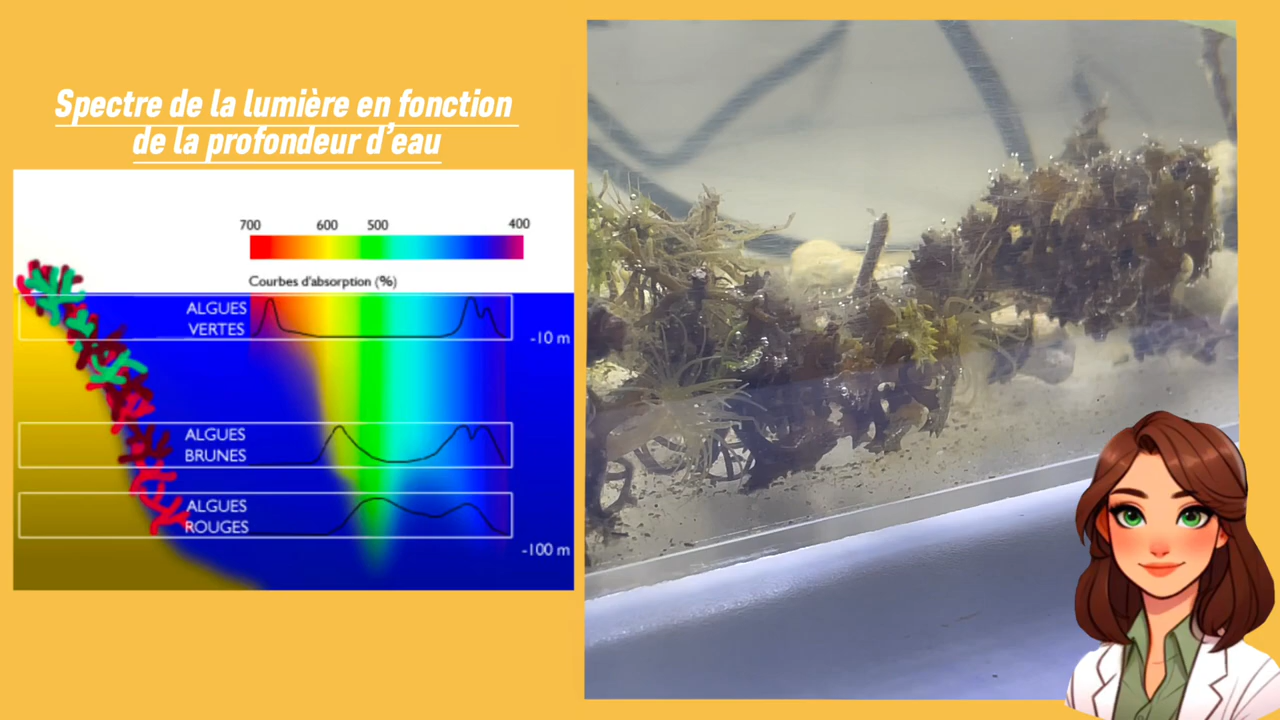 Spectre de la lumière en fonction
de la profondeur d'eau
700 600 500 400
Courbes d'absorption (%)
ALGUES
VERTES
-10 m
ALGUES
BRUNES
ALGUES
ROUGES
-100 m